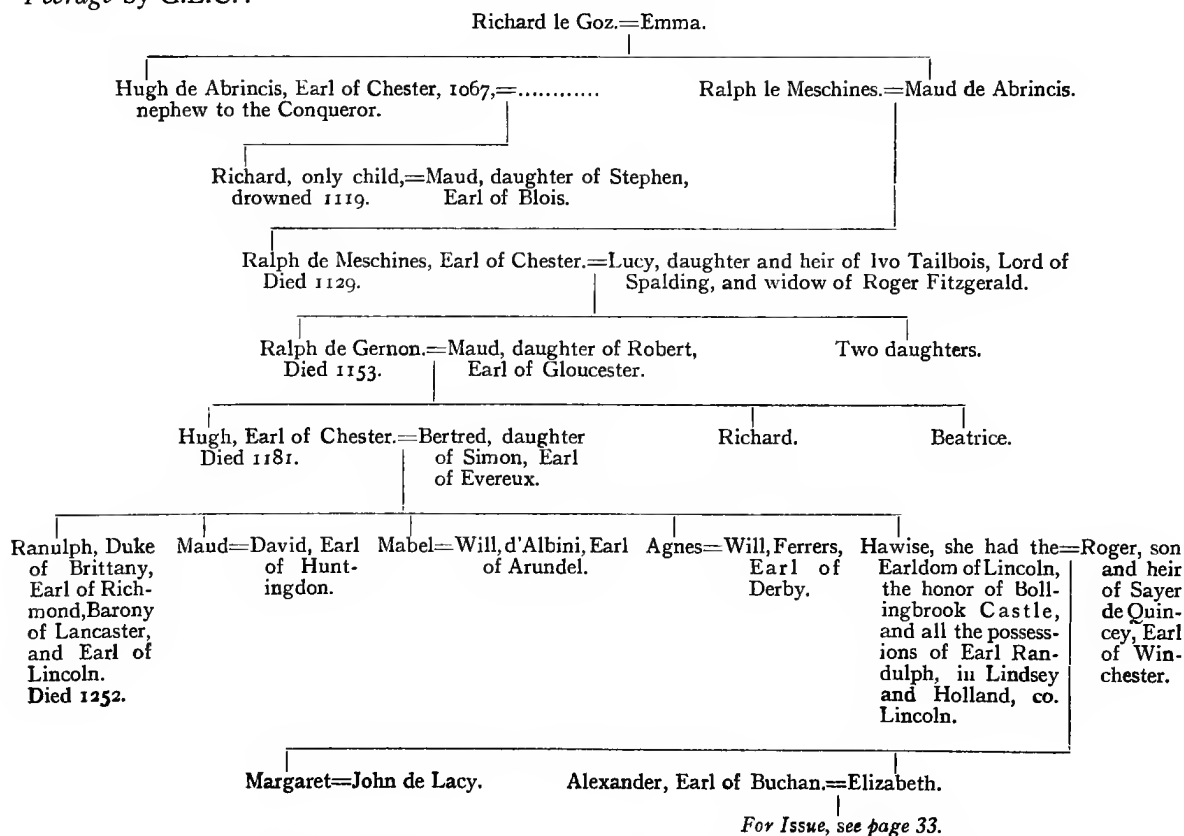 Peerage by G.E.C.
Richard le Goz.=Emma.
Hugh de Abrincis, Earl of Chester, 1067,=............
nephew to the Conqueror.
Ralph le Meschines.=Maud de Abrincis.
Richard, only child,=Maud, daughter of Stephen,
drowned 1119. Earl of Blois.
Ralph de Meschines, Earl of Chester.=Lucy, daughter and heir of Ivo Tailbois, Lord of
Died 1129. Spalding, and widow of Roger Fitzgerald.
Ralph de Gernon.=Maud, daughter of Robert,
Died 1153. Earl of Gloucester.
Two daughters.
Hugh, Earl of Chester.=Bertred, daughter
Died 1181. of Simon, Earl
of Evereux.
Richard.
Beatrice.
Ranulph, Duke
of Brittany,
Earl of Rich-
mond, Barony
of Lancaster,
and Earl of
Lincoln.
Died 1252.
Maud=David, Earl
of Hunt-
ingdon.
Mabel=Will, d'Albini, Earl
of Arundel.
Agnes=Will, Ferrers,
Earl of
Derby.
Hawise, she had the=Roger, son
Earldom of Lincoln, and heir
the honor of Boll- of Sayer
ingbrook Castle, de Quin-
and all the possess- cey, Earl
ions of Earl Ran- of Win-
dulph, in Lindsey chester.
and Holland, co.
Lincoln.
Margaret=John de Lacy.
Alexander, Earl of Buchan.=Elizabeth.
For Issue, see page 33.